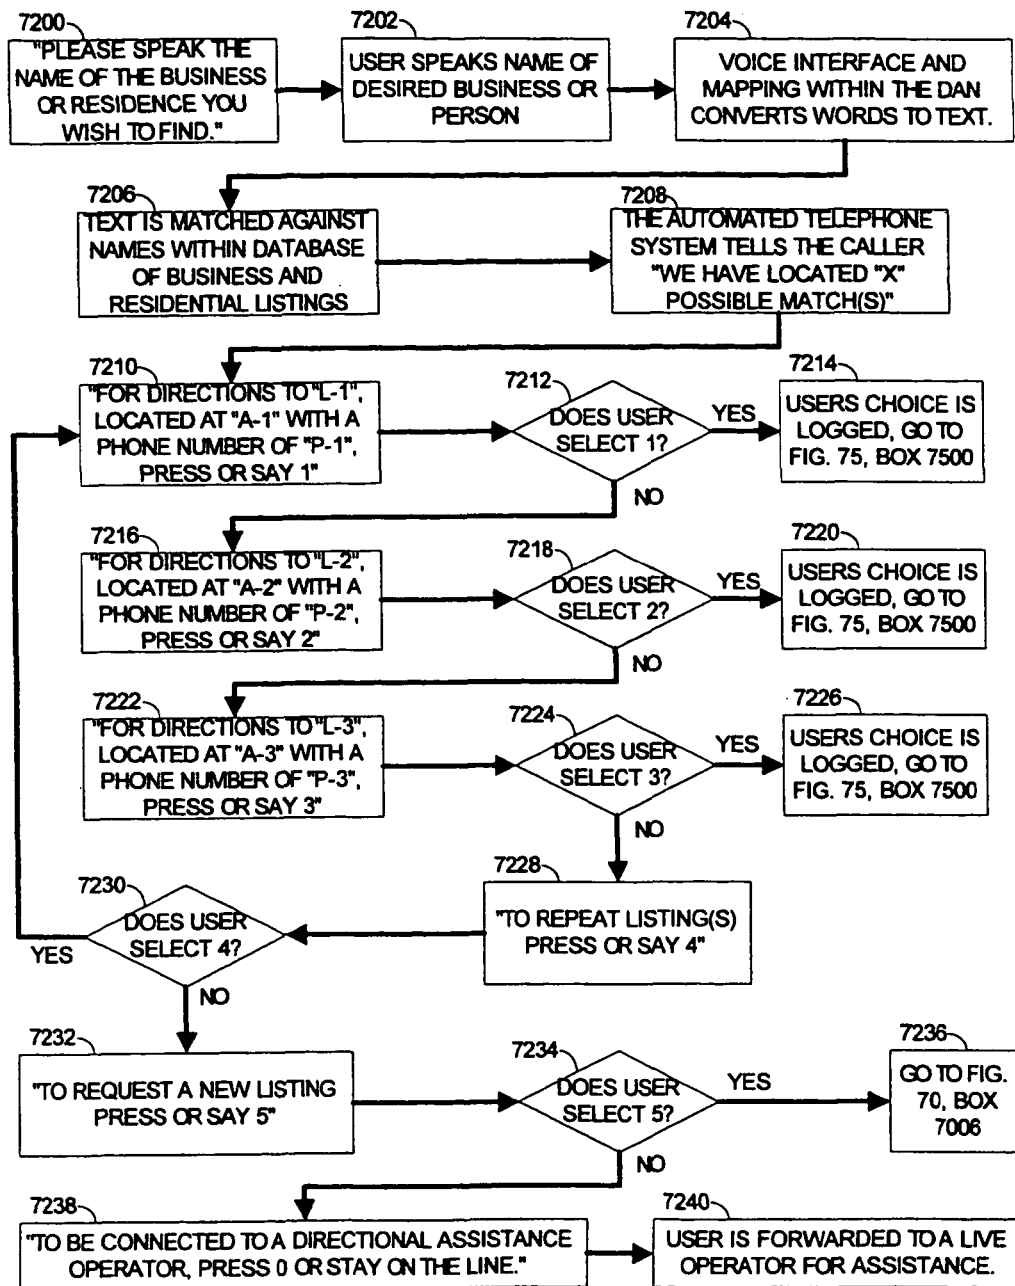 7200
"PLEASE SPEAK THE
NAME OF THE BUSINESS
OR RESIDENCE YOU
WISH TO FIND."
7202
USER SPEAKS NAME OF
DESIRED BUSINESS OR
PERSON
7204
VOICE INTERFACE AND
MAPPING WITHIN THE DAN
CONVERTS WORDS TO TEXT.
7206
TEXT IS MATCHED AGAINST
NAMES WITHIN DATABASE
OF BUSINESS AND
RESIDENTIAL LISTINGS
7208
THE AUTOMATED TELEPHONE
SYSTEM TELLS THE CALLER
"WE HAVE LOCATED "X"
POSSIBLE MATCH(S)"
7210
"FOR DIRECTIONS TO "L-1",
LOCATED AT "A-1" WITH A
PHONE NUMBER OF "P-1",
PRESS OR SAY 1"
7212
DOES USER
SELECT 1?
YES
NO
7214
USERS CHOICE IS
LOGGED, GO TO
FIG. 75, BOX 7500
7216
"FOR DIRECTIONS TO "L-2",
LOCATED AT "A-2" WITH A
PHONE NUMBER OF "P-2",
PRESS OR SAY 2"
7218
DOES USER
SELECT 2?
YES
NO
7220
USERS CHOICE IS
LOGGED, GO TO
FIG. 75, BOX 7500
7222
"FOR DIRECTIONS TO "L-3",
LOCATED AT "A-3" WITH A
PHONE NUMBER OF "P-3",
PRESS OR SAY 3"
7224
DOES USER
SELECT 3?
YES
NO
7226
USERS CHOICE IS
LOGGED, GO TO
FIG. 75, BOX 7500
7228
"TO REPEAT LISTING(S)
PRESS OR SAY 4"
7230
DOES USER
SELECT 4?
YES
NO
7232
"TO REQUEST A NEW LISTING
PRESS OR SAY 5"
7234
DOES USER
SELECT 5?
YES
NO
7236
GO TO FIG.
70, BOX
7006
7238
"TO BE CONNECTED TO A DIRECTIONAL ASSISTANCE
OPERATOR, PRESS 0 OR STAY ON THE LINE."
7240
USER IS FORWARDED TO A LIVE
OPERATOR FOR ASSISTANCE.